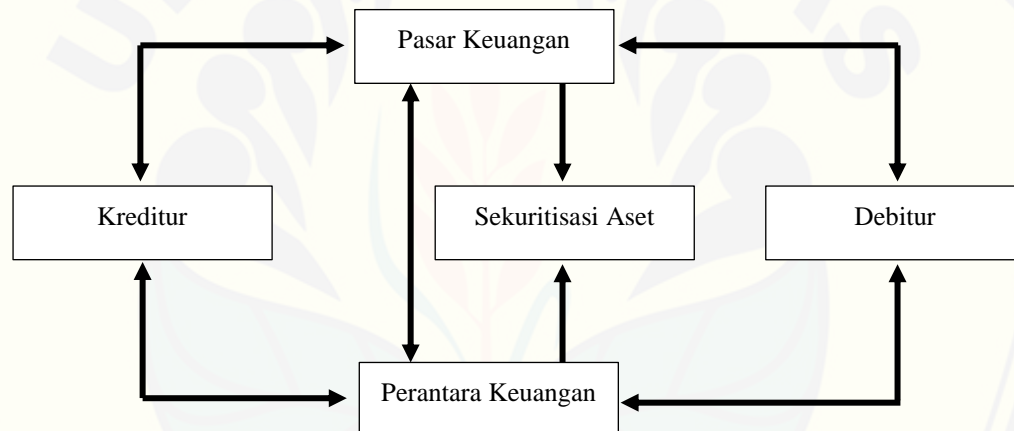 Pasar Keuangan
Kreditur
Sekuritisasi Aset
Debitur
Perantara Keuangan